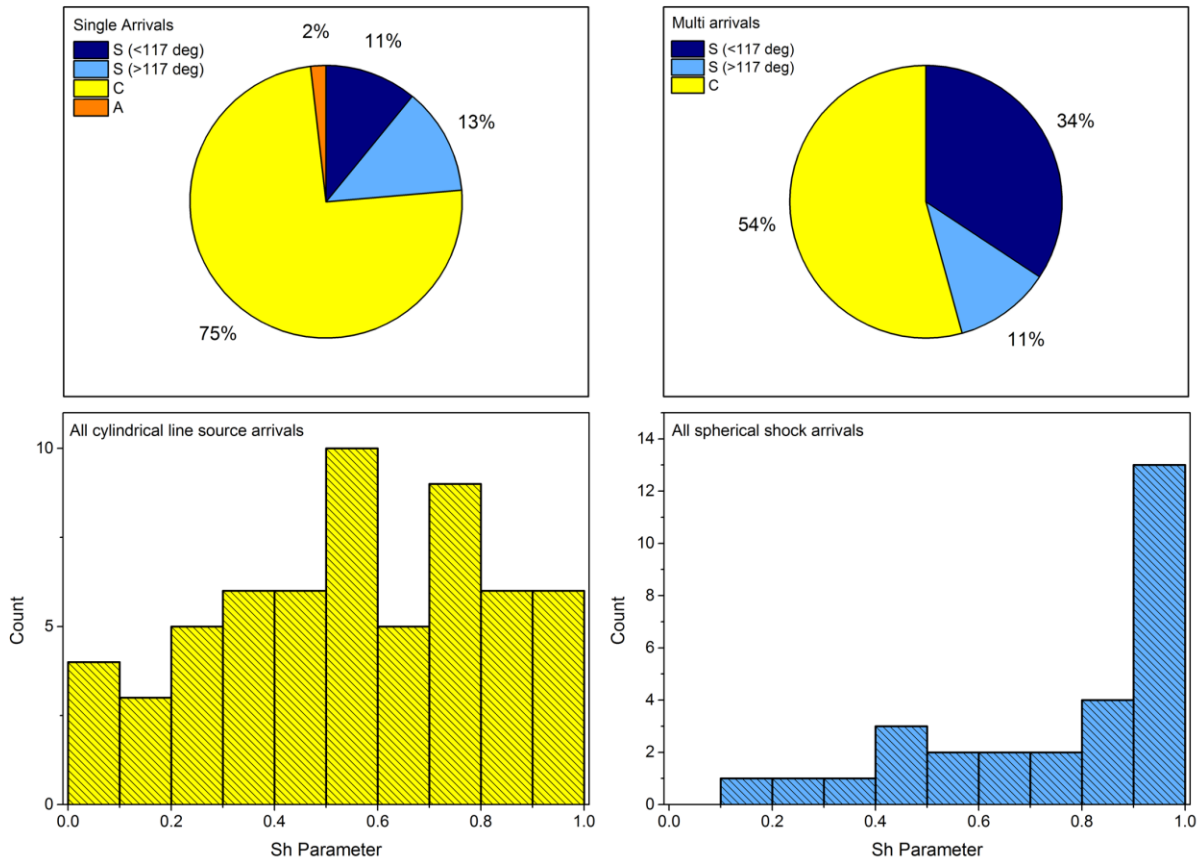 Single Arrivals
S (<117 deg)
S (>117 deg)
C
A
2%
11%
13%
75%
Multi arrivals
S (<117 deg)
S (>117 deg)
C
34%
54%
11%
All cylindrical line source arrivals
10
5
0
Count
0.0 0.2 0.4 0.6 0.8 1.0
Sh Parameter
All spherical shock arrivals
14
12
10
8
6
4
2
0
Count
0.0 0.2 0.4 0.6 0.8 1.0
Sh Parameter